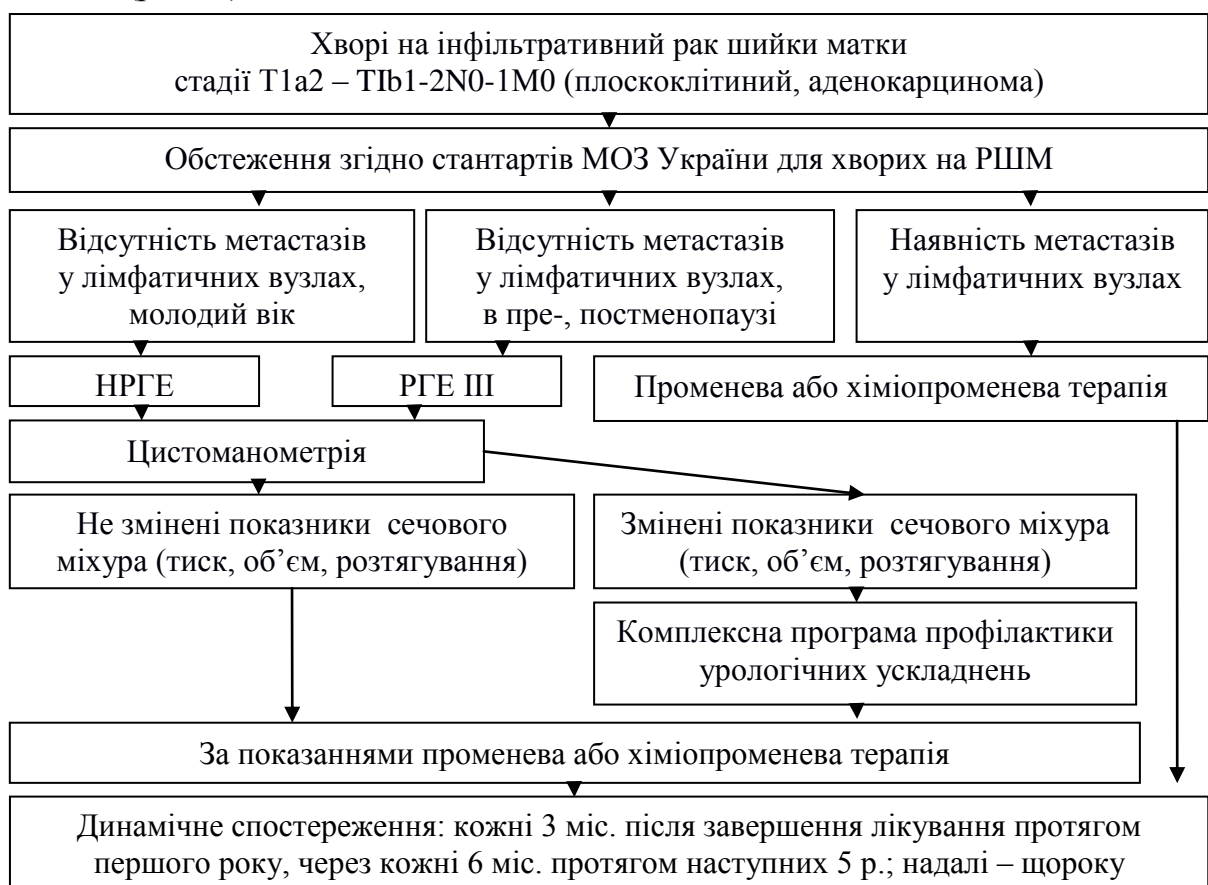 Хворі на інфільтративний рак шийки матки
стадії Т1а2 – ТІb1-2N0-1M0 (плоскоклітиний, аденокарцинома)
Обстеження згідно стантартів МОЗ України для хворих на РШМ
Відсутність метастазів
у лімфатичних вузлах,
молодий вік
Відсутність метастазів
у лімфатичних вузлах,
в пре-, постменопаузі
Наявність метастазів
у лімфатичних вузлах
НРГЕ
РГЕ ІІІ
Променева або хіміопроменева терапія
Цистоманометрія
Не змінені показники сечового
міхура (тиск, об’єм, розтягування)
Змінені показники сечового міхура
(тиск, об’єм, розтягування)
Комплексна програма профілактики
урологічних ускладнень
За показаннями променева або хіміопроменева терапія
Динамічне спостереження: кожні 3 міс. після завершення лікування протягом
першого року, через кожні 6 міс. протягом наступних 5 р.; надалі – щороку